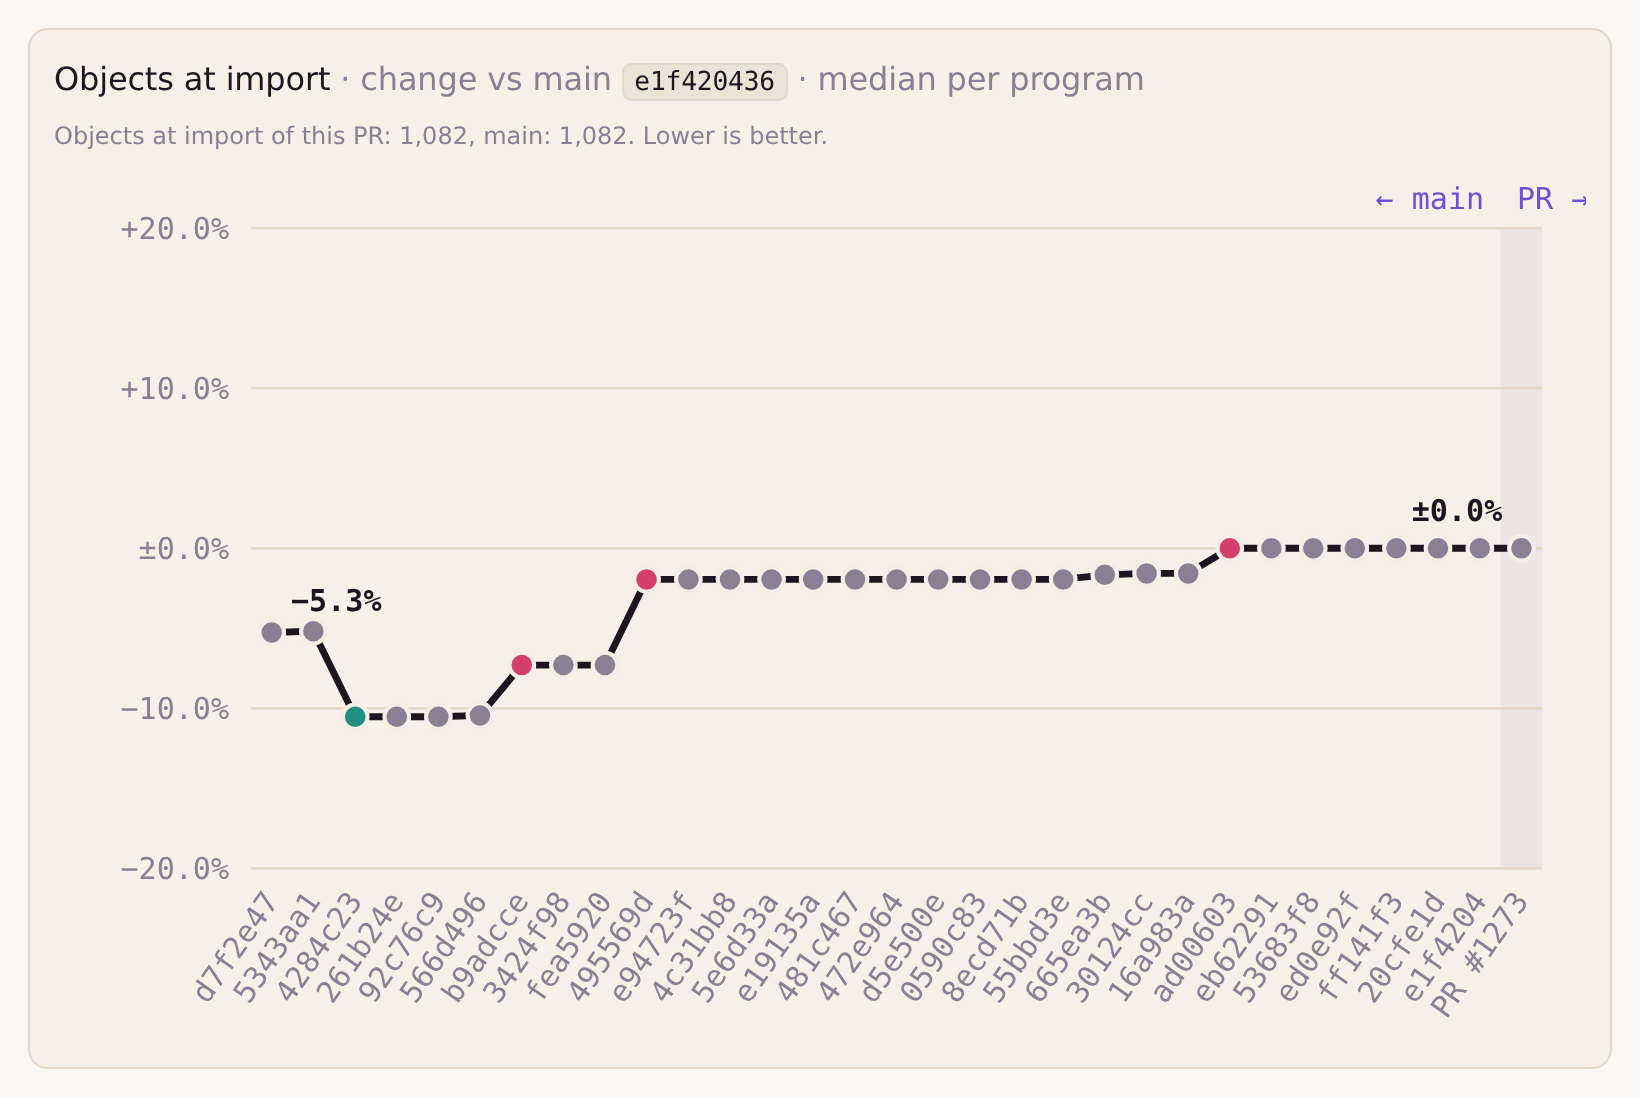 Objects at import · change vs main e1f420436 · median per program
Objects at import of this PR: 1,082, main: 1,082. Lower is better.
← main PR →
+20.0%
+10.0%
±0.0%
−10.0%
−20.0%
−5.3%
±0.0%
d7f2e47
5343aa1
4284c23
261b24e
92c76c9
566d496
b9adcce
3424f98
fea5920
495569d
e94723f
4c31bb8
5e6d33a
e19135a
481c467
472e964
d5e500e
0590c83
8ecd71b
55bbd3e
665ea3b
30124cc
16a983a
ad00603
eb62291
53683f8
ed0e92f
ff141f3
20cfe1d
e1f4204
PR #1273